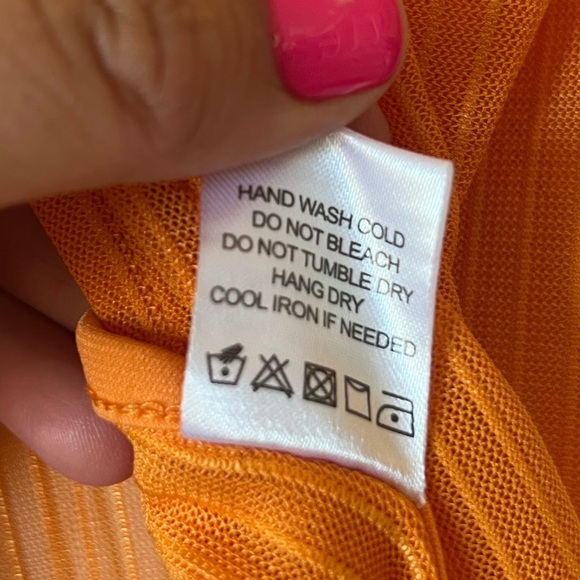 HAND WASH COLD
DO NOT BLEACH
DO NOT TUMBLE DRY
HANG DRY
COOL IRON IF NEEDED